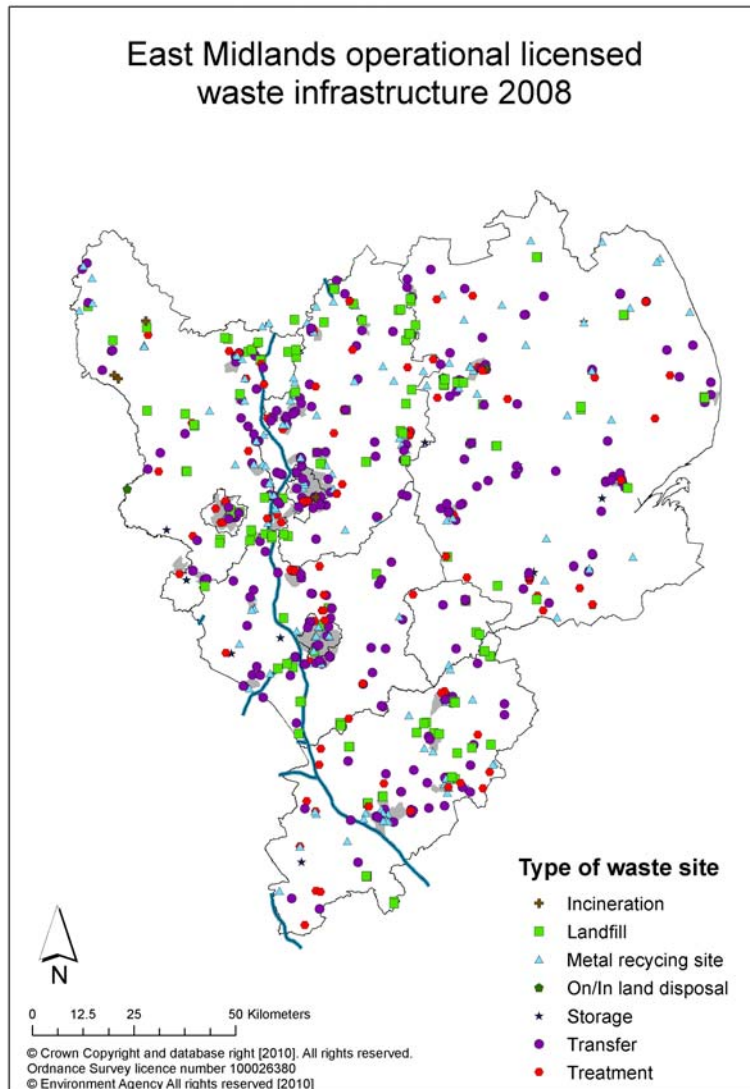 East Midlands operational licensed
waste infrastructure 2008
Type of waste site
Incineration
Landfill
Metal recycing site
On/In land disposal
Storage
Transfer
Treatment
N
0 12.5 25 50 Kilometers
© Crown Copyright and database right [2010]. All rights reserved.
Ordnance Survey licence number 100026380
© Environment Agency All rights reserved [2010]